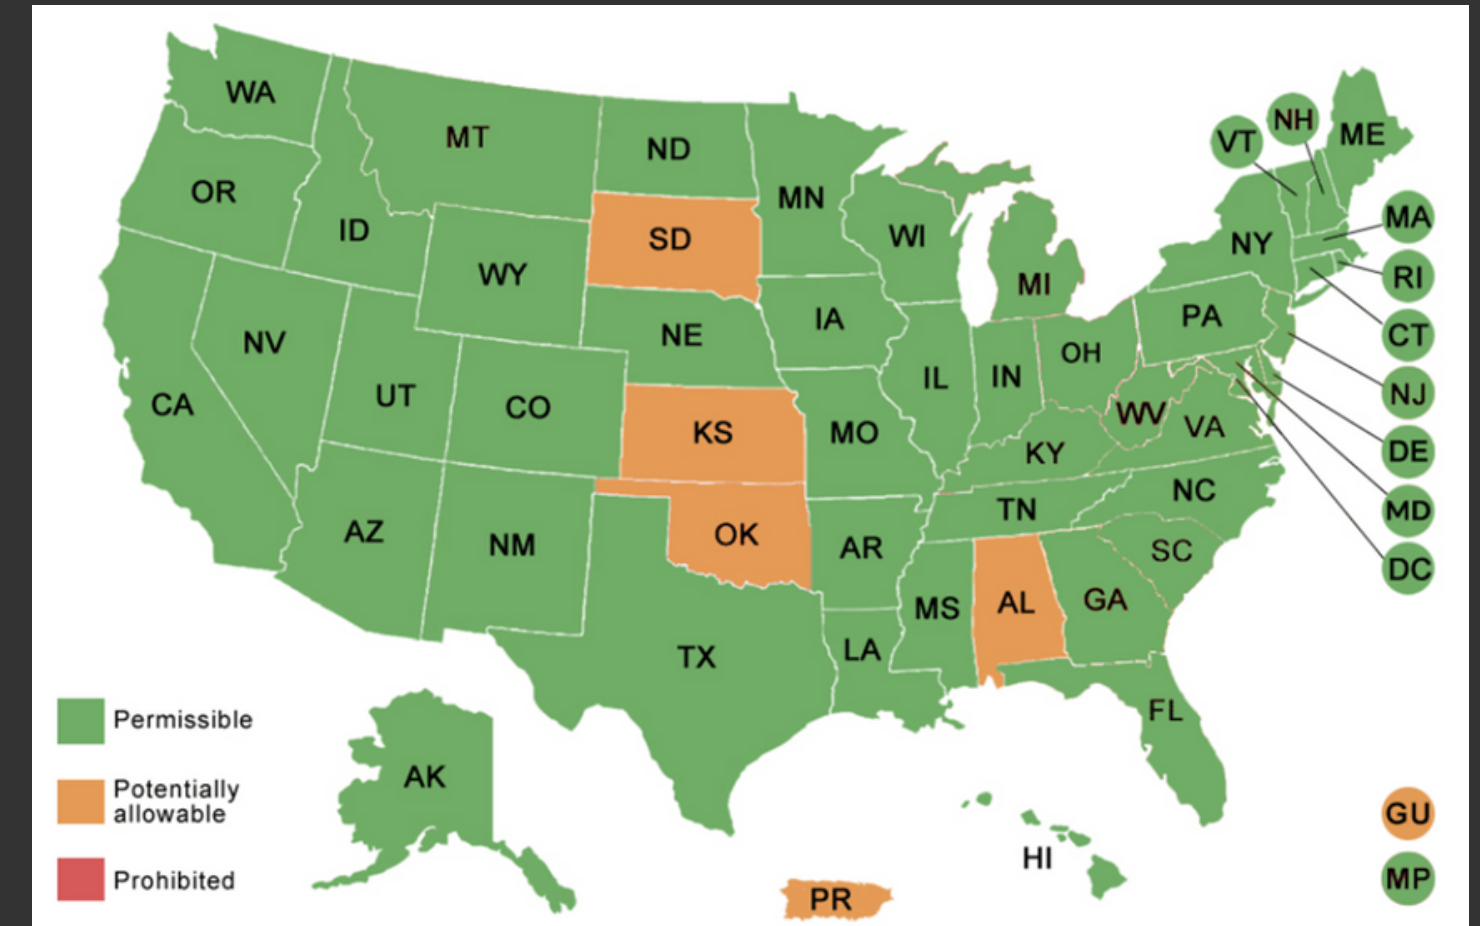 WA
MT
ND
MN
VT
NH
ME
OR
ID
SD
WI
MA
NY
WY
MI
RI
IA
PA
CT
NV
NE
OH
IL
IN
NJ
UT
CO
CA
KS
MO
WV
VA
DE
KY
NC
MD
TN
AZ
NM
OK
AR
SC
DC
MS
AL
GA
TX
LA
FL
Permissible
AK
Potentially
allowable
GU
HI
Prohibited
PR
MP